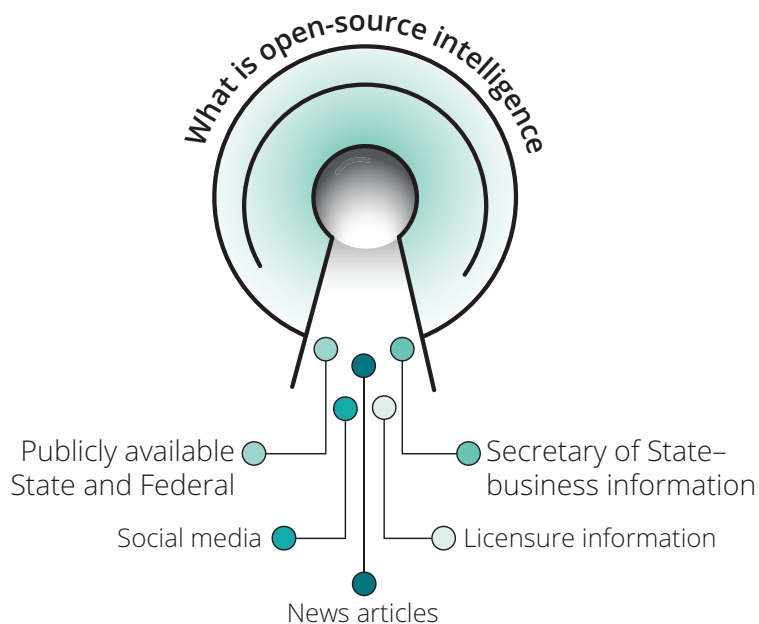 What is open-source intelligence
Publicly available
State and Federal
Secretary of State–
business information
Social media
Licensure information
News articles